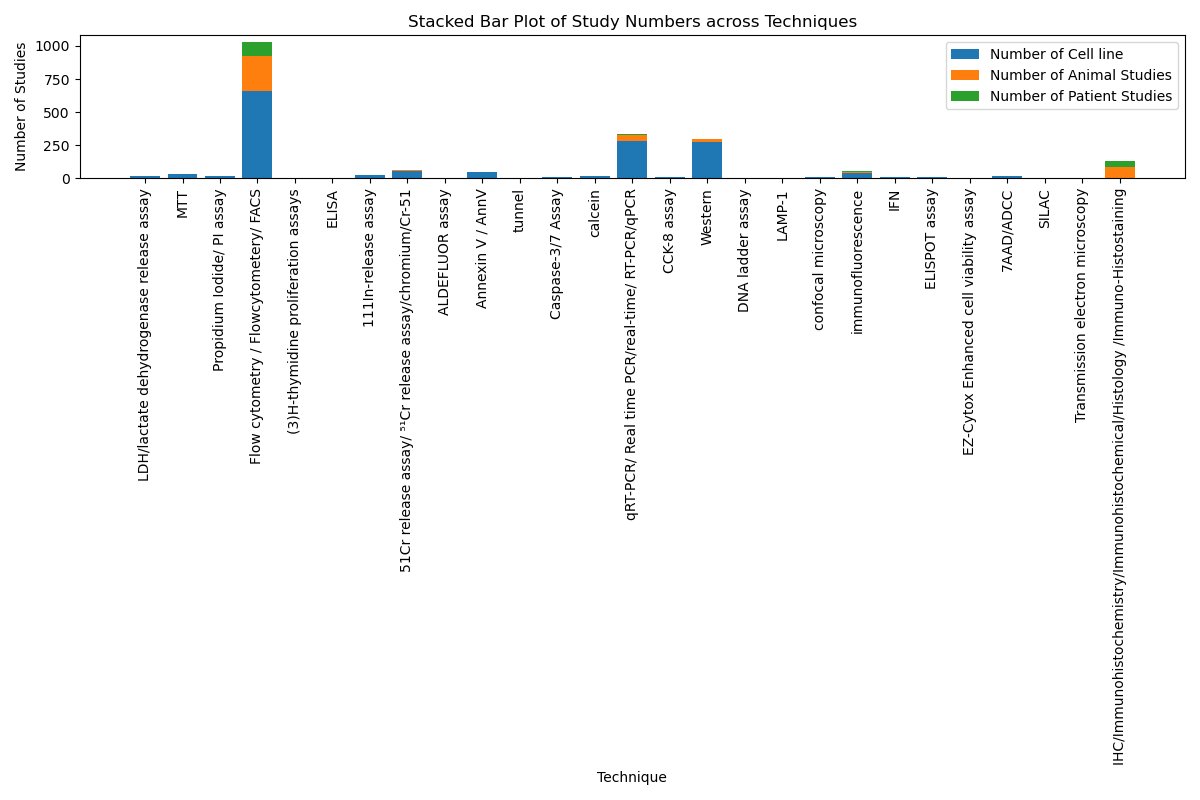 Stacked Bar Plot of Study Numbers across Techniques
Number of Studies
1000
750
500
250
0
Number of Cell line
Number of Animal Studies
Number of Patient Studies
LDH/lactate dehydrogenase release assay
MTT
Propidium Iodide/ PI assay
Flow cytometry / Flowcytometery/ FACS
(3)H-thymidine proliferation assays
ELISA
111In-release assay
51Cr release assay/ ⁵¹Cr release assay/chromium/Cr-51
ALDEFLUOR assay
Annexin V / AnnV
tunnel
Caspase-3/7 Assay
calcein
qRT-PCR/ Real time PCR/real-time/ RT-PCR/qPCR
CCK-8 assay
Western
DNA ladder assay
LAMP-1
confocal microscopy
immunofluorescence
IFN
ELISPOT assay
EZ-Cytox Enhanced cell viability assay
7AAD/ADCC
SILAC
Transmission electron microscopy
IHC/Immunohistochemistry/Immunohistochemical/Histology /Immuno-Histostaining
Technique